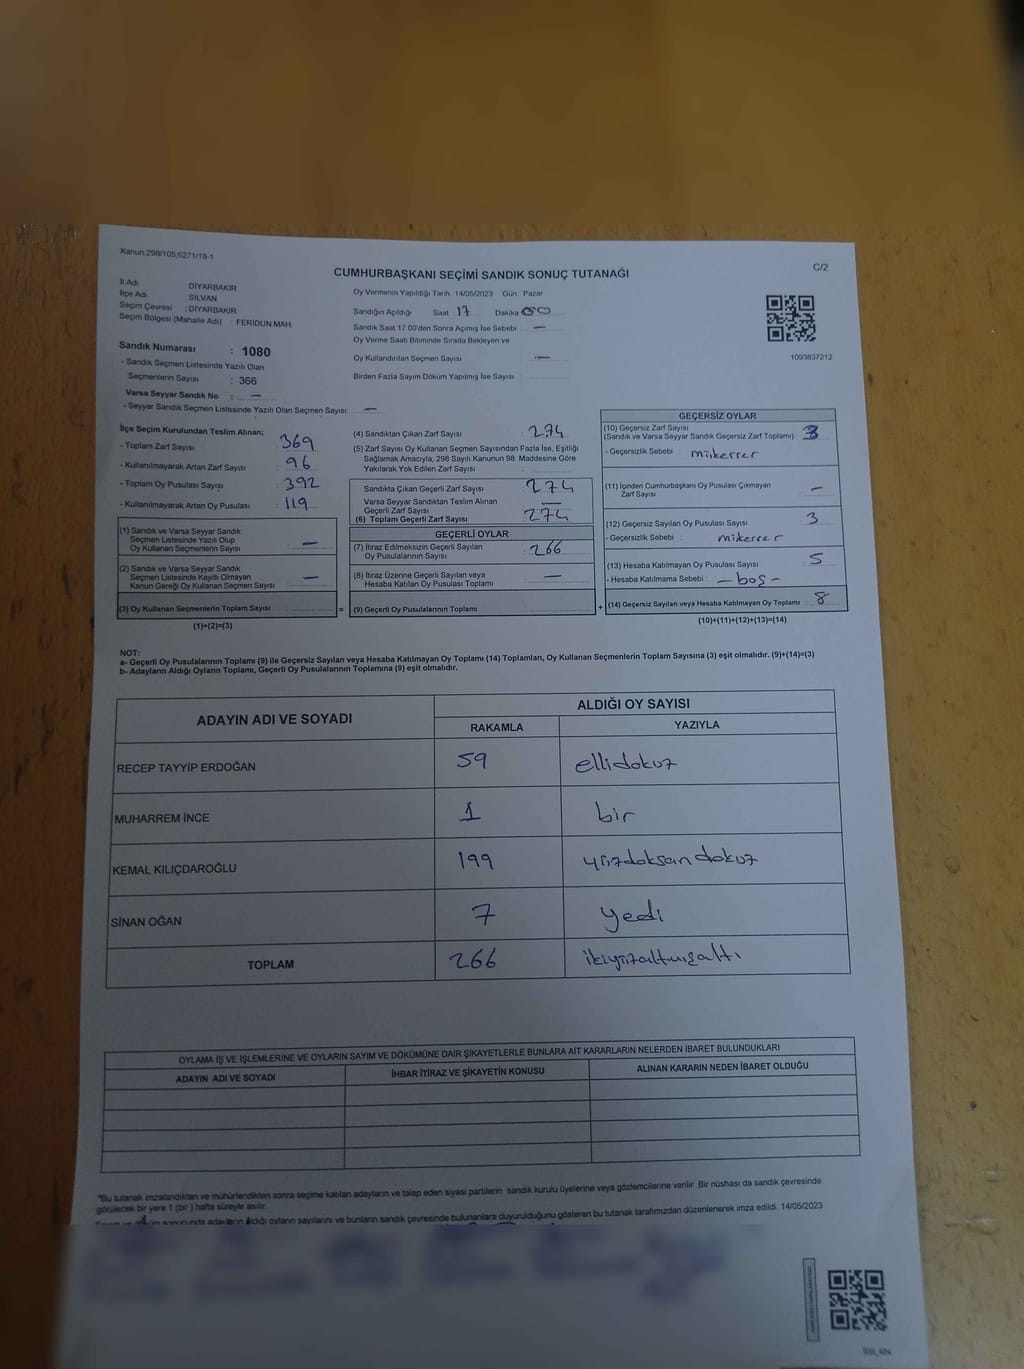 Kanun:298/105;6271/18-1
CUMHURBAŞKANI SEÇİMİ SANDIK SONUÇ TUTANAĞI
C/2
İl Adı : DİYARBAKIR
İlçe Adı : SİLVAN
Seçim Çevresi : DİYARBAKIR
Seçim Bölgesi (Mahalle Adı) : FERİDUN MAH.
Sandık Numarası : 1080
- Sandık Seçmen Listesinde Yazılı Olan
Seçmenlerin Sayısı : 366
Varsa Seyyar Sandık No : —
- Seyyar Sandık Seçmen Listesinde Yazılı Olan Seçmen Sayısı : —
Oy Vermenin Yapıldığı Tarih : 14/05/2023 Gün : Pazar
Sandığın Açıldığı Saat : 17 Dakika 00
Sandık Saat 17.00'den Sonra Açımış İse Sebebi : —
Oy Verme Saati Bitiminde Sırada Bekleyen ve
Oy Kullandırılan Seçmen Sayısı : —
Birden Fazla Sayım Döküm Yapılmış İse Sayısı :
1093837212
İlçe Seçim Kurulundan Teslim Alınan;
- Toplam Zarf Sayısı : 369
- Kullanılmayarak Artan Zarf Sayısı : 96
- Toplam Oy Pusulası Sayısı : 392
- Kullanılmayarak Artan Oy Pusulası : 119
(1) Sandık ve Varsa Seyyar Sandık
Seçmen Listesinde Yazılı Olup
Oy Kullanan Seçmenlerin Sayısı : —
(2) Sandık ve Varsa Seyyar Sandık
Seçmen Listesinde Kayıtlı Olmayan
Kanun Gereği Oy Kullanan Seçmen Sayısı : —
(3) Oy Kullanan Seçmenlerin Toplam Sayısı :
(1)+(2)=(3)
(4) Sandıktan Çıkan Zarf Sayısı : 274
(5) Zarf Sayısı Oy Kullanan Seçmen Sayısından Fazla İse, Eşitliği
Sağlamak Amacıyla; 298 Sayılı Kanunun 98. Maddesine Göre
Yakılarak Yok Edilen Zarf Sayısı :
Sandıkta Çıkan Geçerli Zarf Sayısı : 274
Varsa Seyyar Sandıktan Teslim Alınan
Geçerli Zarf Sayısı : —
(6) Toplam Geçerli Zarf Sayısı : 274
GEÇERLİ OYLAR
(7) İtiraz Edilmeksizin Geçerli Sayılan
Oy Pusulalarının Sayısı : 266
(8) İtiraz Üzerine Geçerli Sayılan veya
Hesaba Katılan Oy Pusulası Toplamı : —
= (9) Geçerli Oy Pusulalarının Toplamı :
GEÇERSİZ OYLAR
(10) Geçersiz Zarf Sayısı
(Sandık ve Varsa Seyyar Sandık Geçersiz Zarf Toplamı) : 3
- Geçersizlik Sebebi : mükerrer
(11) İçinden Cumhurbaşkanı Oy Pusulası Çıkmayan
Zarf Sayısı : —
(12) Geçersiz Sayılan Oy Pusulası Sayısı : 3
- Geçersizlik Sebebi : mükerrer
(13) Hesaba Katılmayan Oy Pusulası Sayısı : 5
- Hesaba Katılmama Sebebi : — boş —
+ (14) Geçersiz Sayılan veya Hesaba Katılmayan Oy Toplamı : 8
(10)+(11)+(12)+(13)=(14)
NOT:
a- Geçerli Oy Pusulalarının Toplamı (9) ile Geçersiz Sayılan veya Hesaba Katılmayan Oy Toplamı (14) Toplamları, Oy Kullanan Seçmenlerin Toplam Sayısına (3) eşit olmalıdır. (9)+(14)=(3)
b- Adayların Aldığı Oyların Toplamı, Geçerli Oy Pusulalarının Toplamına (9) eşit olmalıdır.
ADAYIN ADI VE SOYADI
ALDIĞI OY SAYISI
RAKAMLA YAZIYLA
RECEP TAYYİP ERDOĞAN 59 ellidokuz
MUHARREM İNCE 1 bir
KEMAL KILIÇDAROĞLU 199 yüzdoksandokuz
SİNAN OĞAN 7 yedi
TOPLAM 266 ikiyüzaltmışaltı
OYLAMA İŞ VE İŞLEMLERİNE VE OYLARIN SAYIM VE DÖKÜMÜNE DAİR ŞİKAYETLERLE BUNLARA AİT KARARLARIN NELERDEN İBARET BULUNDUKLARI
ADAYIN ADI VE SOYADI İHBAR İTİRAZ VE ŞİKAYETİN KONUSU ALINAN KARARIN NEDEN İBARET OLDUĞU
*Bu tutanak imzalandıktan ve mühürlendikten sonra seçime katılan adayların ve talep eden siyasi partilerin sandık kurulu üyelerine veya gözlemcilerine verilir. Bir nüshası da sandık çevresinde
görülecek bir yere 1 (bir) hafta süreyle asılır.
sonucunda adayların aldığı oyların sayılarını ve bunların sandık çevresinde bulunanlara duyurulduğunu gösteren bu tutanak tarafımızdan düzenlenerek imza edildi. 14/05/2023